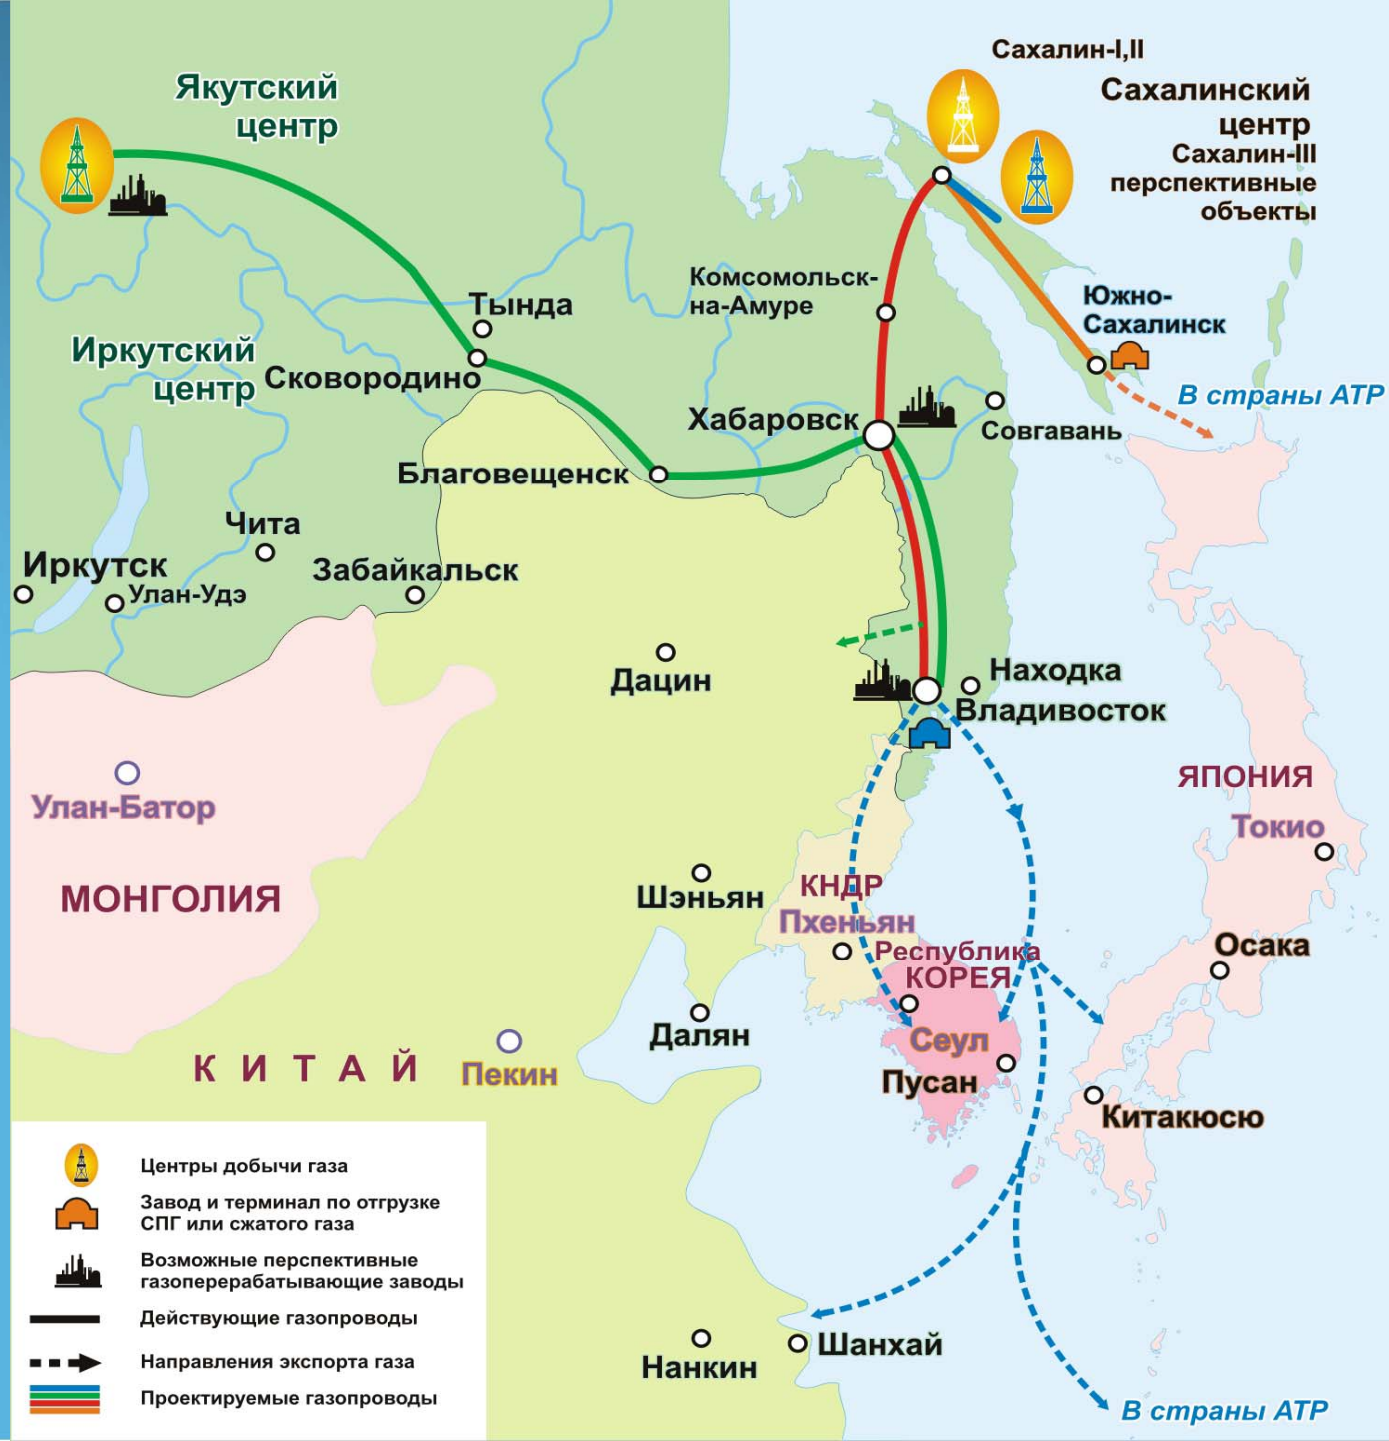 Сахалин-I,II
Якутский
центр
Сахалинский
центр
Сахалин-III
перспективные
объекты
Комсомольск-
на-Амуре
Южно-
Сахалинск
Тында
Иркутский
центр
Сковородино
В страны АТР
Хабаровск
Совгавань
Благовещенск
Чита
Иркутск
Улан-Удэ
Забайкальск
Дацин
Находка
Владивосток
Улан-Батор
ЯПОНИЯ
Токио
МОНГОЛИЯ
Шэньян
КНДР
Пхеньян
Республика
КОРЕЯ
Осака
Далян
Сеул
КИТАЙ
Пекин
Пусан
Китакюсю
Центры добычи газа
Завод и терминал по отгрузке
СПГ или сжатого газа
Возможные перспективные
газоперерабатывающие заводы
Действующие газопроводы
Направления экспорта газа
Проектируемые газопроводы
Нанкин
Шанхай
В страны АТР